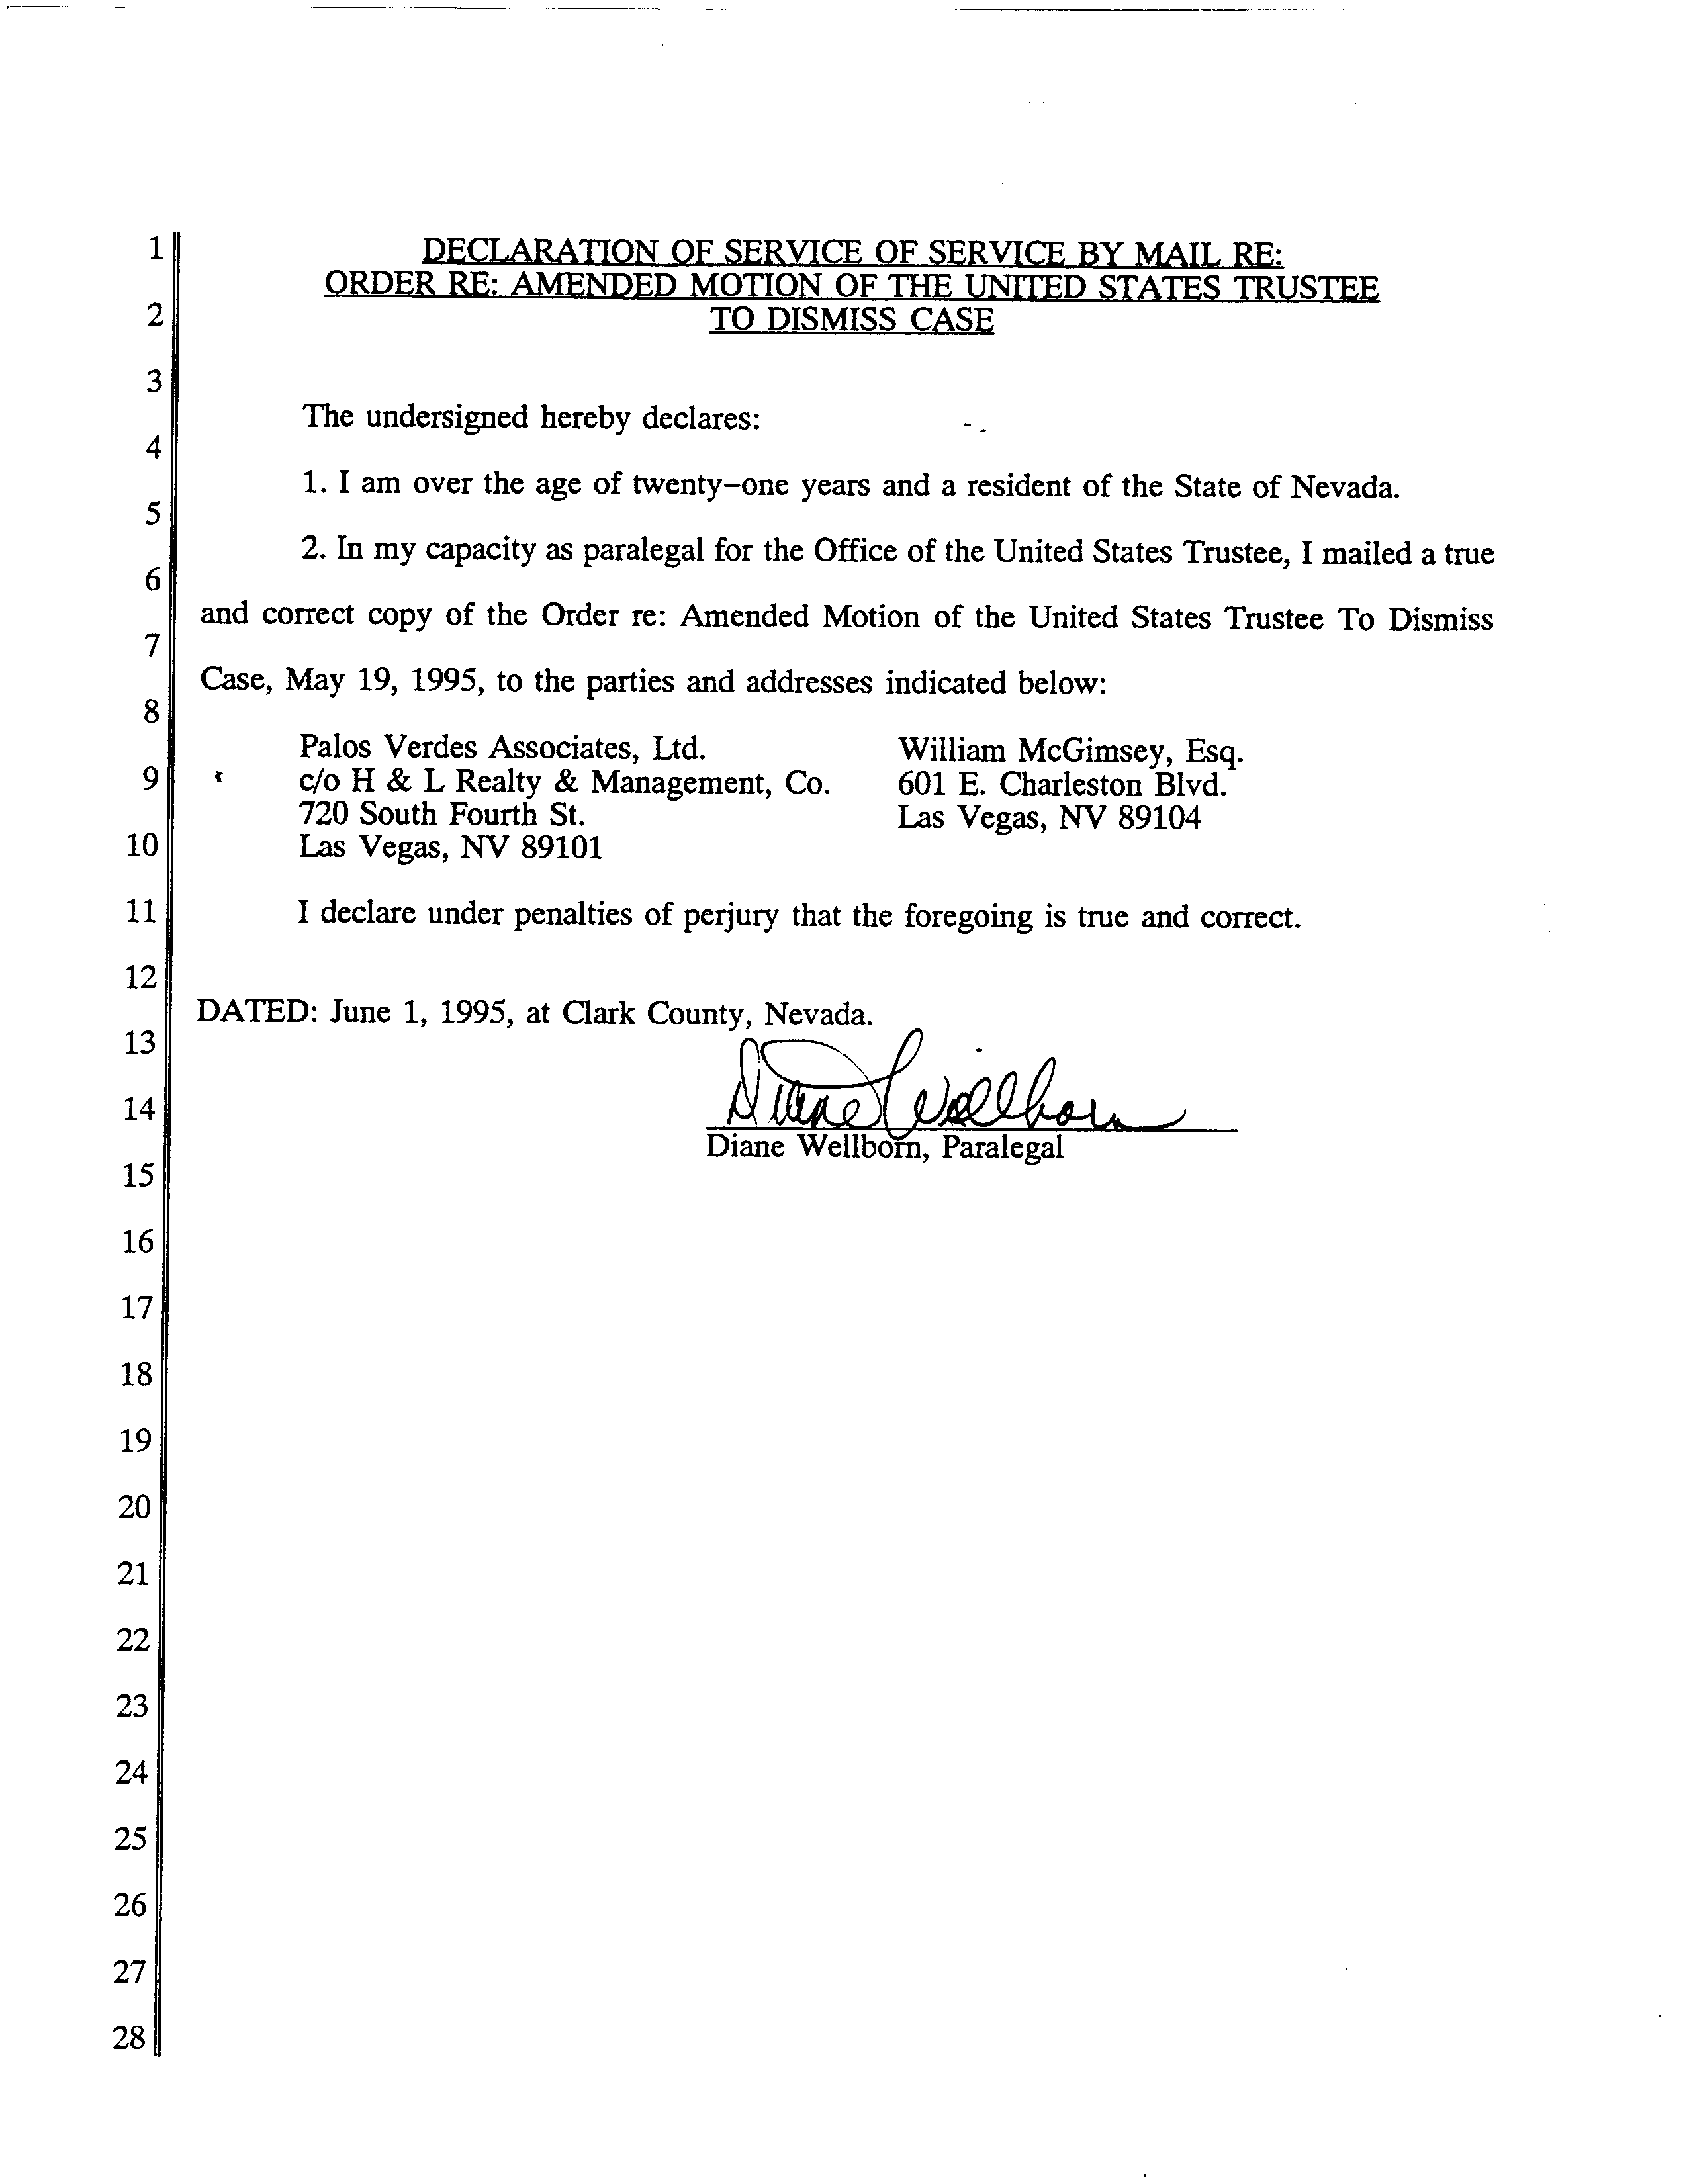 1 DECLARATION OF SERVICE OF SERVICE BY MAIL RE:
ORDER RE: AMENDED MOTION OF THE UNITED STATES TRUSTEE
2 TO DISMISS CASE
3
The undersigned hereby declares:
4
1. I am over the age of twenty-one years and a resident of the State of Nevada.
5
2. In my capacity as paralegal for the Office of the United States Trustee, I mailed a true
6
and correct copy of the Order re: Amended Motion of the United States Trustee To Dismiss
7
Case, May 19, 1995, to the parties and addresses indicated below:
8
Palos Verdes Associates, Ltd. William McGimsey, Esq.
9 c/o H & L Realty & Management, Co. 601 E. Charleston Blvd.
720 South Fourth St. Las Vegas, NV 89104
10 Las Vegas, NV 89101
11 I declare under penalties of perjury that the foregoing is true and correct.
12
DATED: June 1, 1995, at Clark County, Nevada.
13
14 Diane Wellborn
Diane Wellborn, Paralegal
15
16
17
18
19
20
21
22
23
24
25
26
27
28